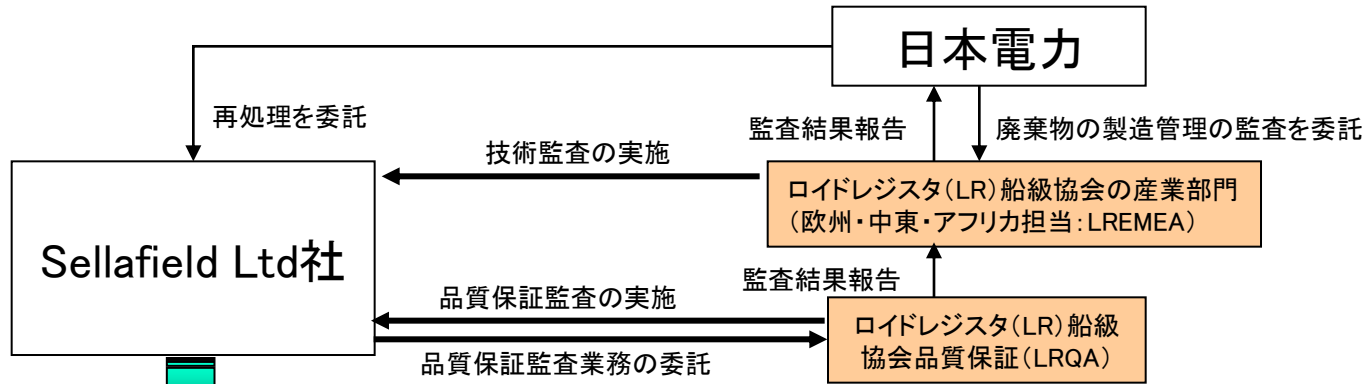 日本電力
再処理を委託
監査結果報告
廃棄物の製造管理の監査を委託
技術監査の実施
ロイドレジスタ（LR）船級協会の産業部門
（欧州・中東・アフリカ担当：LREMEA）
Sellafield Ltd社
監査結果報告
品質保証監査の実施
ロイドレジスタ（LR）船級
協会品質保証（LRQA）
品質保証監査業務の委託